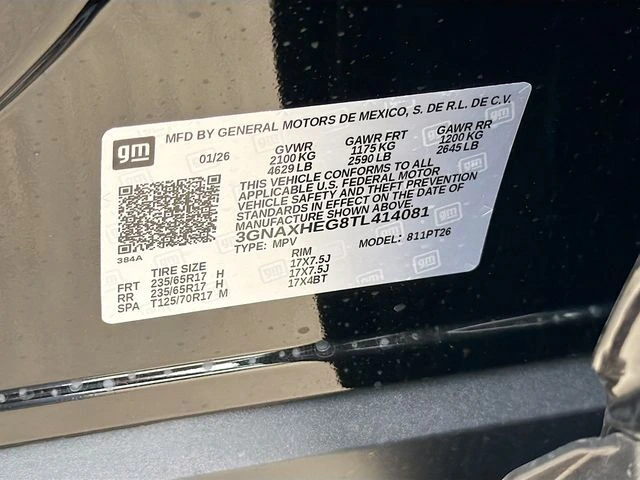 gm
MFD BY GENERAL MOTORS DE MEXICO, S. DE R.L. DE C.V.
01/26 GVWR GAWR FRT GAWR RR
2100 KG 1175 KG 1200 KG
4629 LB 2590 LB 2645 LB
THIS VEHICLE CONFORMS TO ALL
APPLICABLE U.S. FEDERAL MOTOR
VEHICLE SAFETY AND THEFT PREVENTION
STANDARDS IN EFFECT ON THE DATE OF
MANUFACTURE SHOWN ABOVE.
3GNAXHEG8TL414081
TYPE: MPV MODEL: 811PT26
384A
TIRE SIZE RIM
FRT 235/65R17 H 17X7.5J
RR 235/65R17 H 17X7.5J
SPA T125/70R17 M 17X4BT